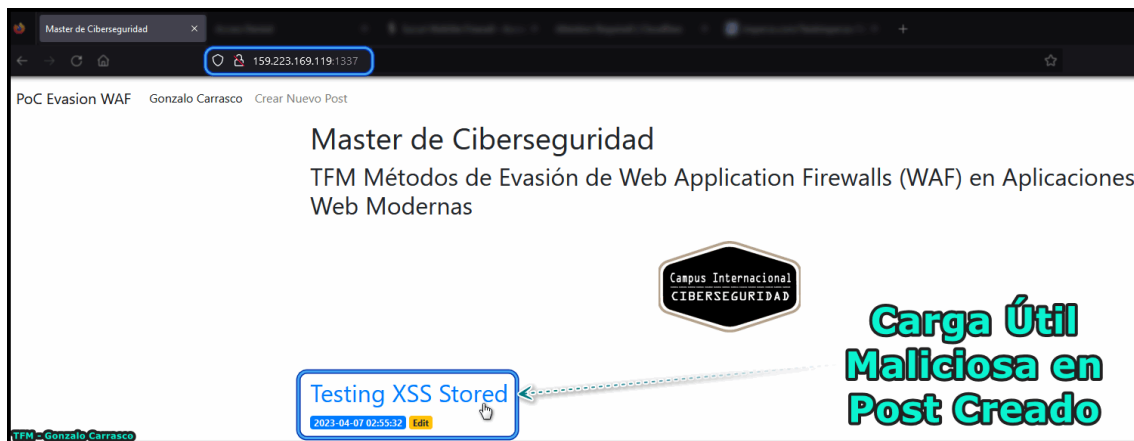 Master de Ciberseguridad
159.223.169.119:1337
PoC Evasion WAF Gonzalo Carrasco Crear Nuevo Post
Master de Ciberseguridad
TFM Métodos de Evasión de Web Application Firewalls (WAF) en Aplicaciones
Web Modernas
Campus Internacional
CIBERSEGURIDAD
Carga Útil
Maliciosa en
Post Creado
Testing XSS Stored
2023-04-07 02:55:32 Edit
TFM - Gonzalo Carrasco